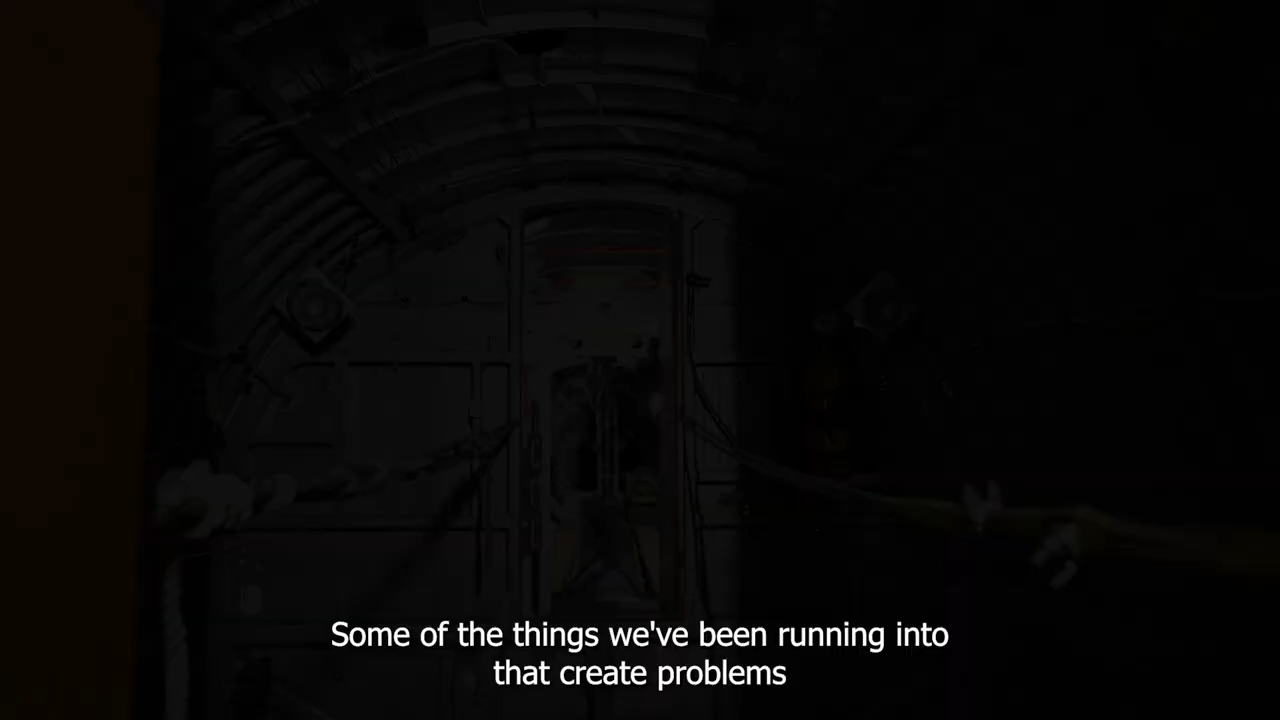 Some of the things we've been running into
that create problems